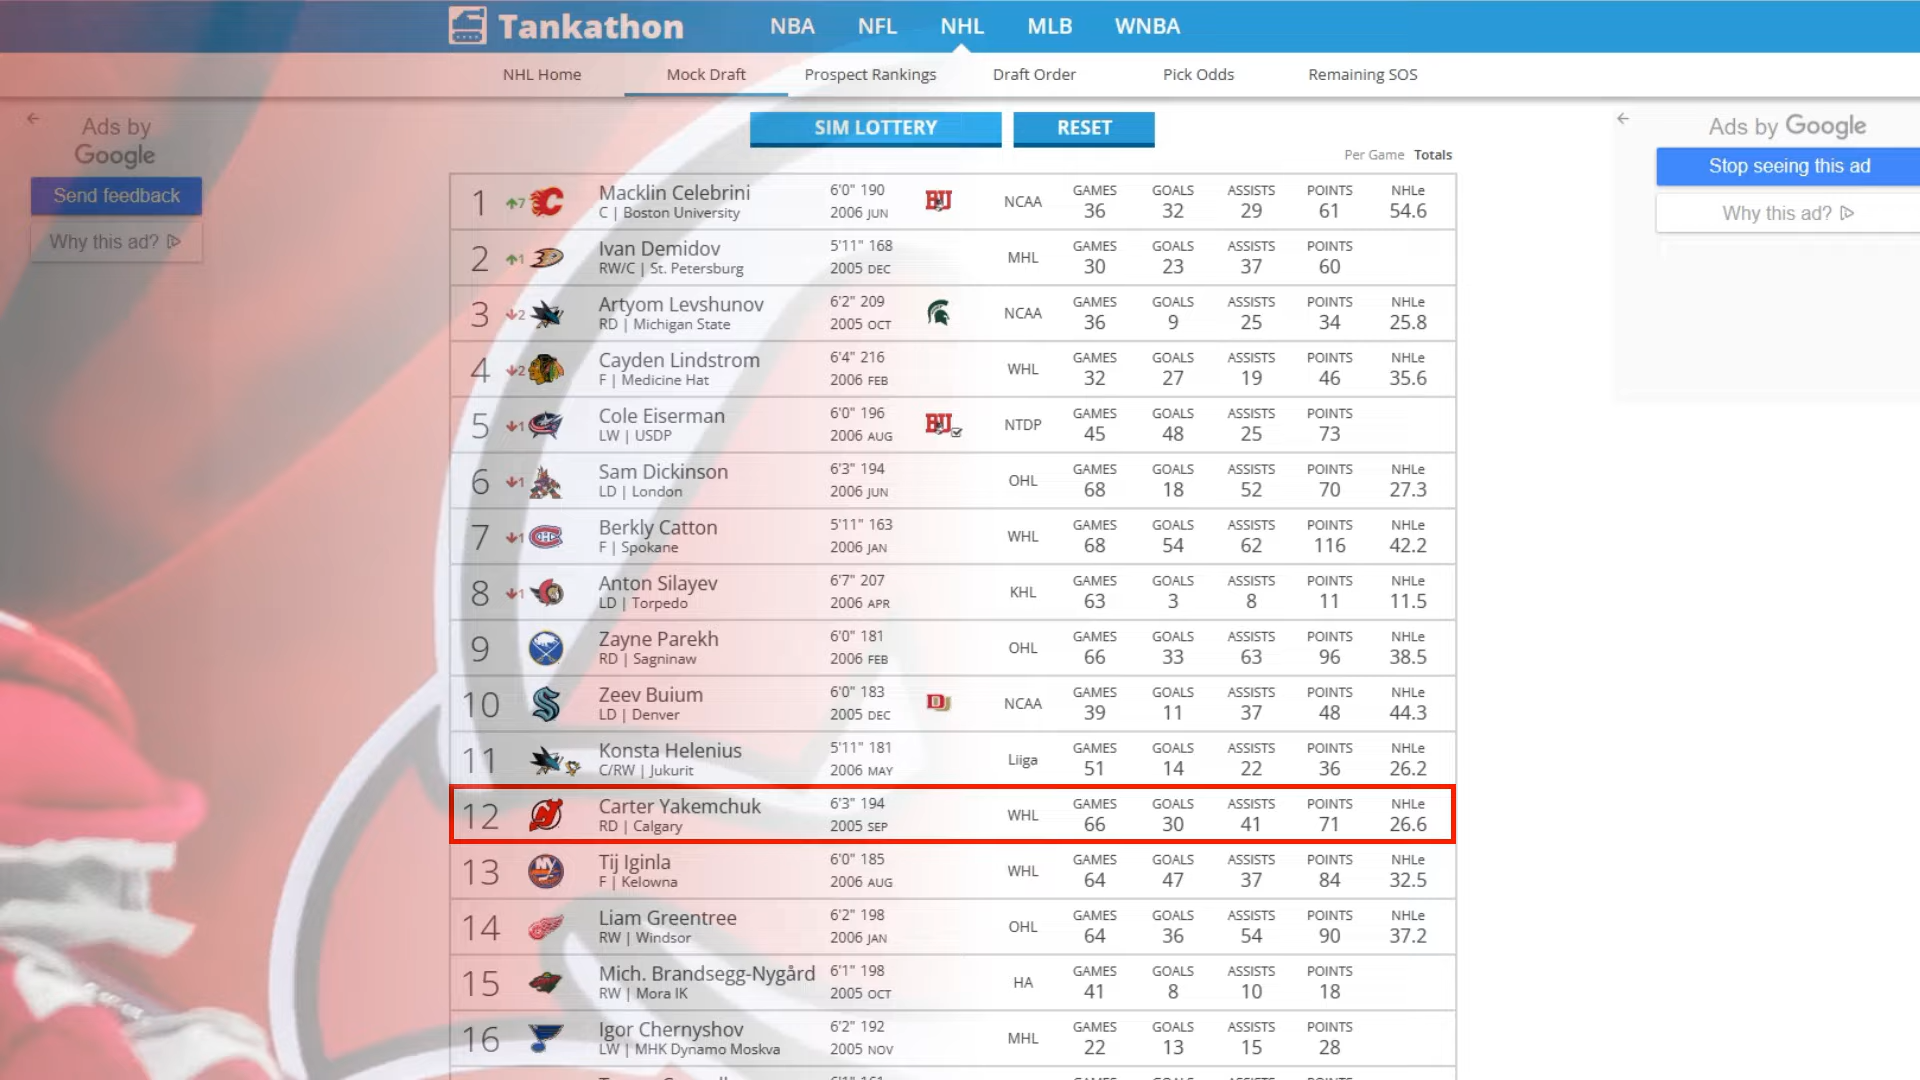 Tankathon NBA NFL NHL MLB WNBA
NHL Home Mock Draft Prospect Rankings Draft Order Pick Odds Remaining SOS
Ads by Google
Send feedback
Why this ad?
Ads by Google
Stop seeing this ad
Why this ad?
SIM LOTTERY RESET
Per Game Totals
1 7 Macklin Celebrini 6'0" 190 BU NCAA GAMES GOALS ASSISTS POINTS NHLe
C | Boston University 2006 JUN 36 32 29 61 54.6
2 1 Ivan Demidov 5'11" 168 MHL GAMES GOALS ASSISTS POINTS
RW/C | St. Petersburg 2005 DEC 30 23 37 60
3 2 Artyom Levshunov 6'2" 209 NCAA GAMES GOALS ASSISTS POINTS NHLe
RD | Michigan State 2005 OCT 36 9 25 34 25.8
4 2 Cayden Lindstrom 6'4" 216 WHL GAMES GOALS ASSISTS POINTS NHLe
F | Medicine Hat 2006 FEB 32 27 19 46 35.6
5 1 Cole Eiserman 6'0" 196 BU NTDP GAMES GOALS ASSISTS POINTS
LW | USDP 2006 AUG 45 48 25 73
6 1 Sam Dickinson 6'3" 194 OHL GAMES GOALS ASSISTS POINTS NHLe
LD | London 2006 JUN 68 18 52 70 27.3
7 1 Berkly Catton 5'11" 163 WHL GAMES GOALS ASSISTS POINTS NHLe
F | Spokane 2006 JAN 68 54 62 116 42.2
8 1 Anton Silayev 6'7" 207 KHL GAMES GOALS ASSISTS POINTS NHLe
LD | Torpedo 2006 APR 63 3 8 11 11.5
9 Zayne Parekh 6'0" 181 OHL GAMES GOALS ASSISTS POINTS NHLe
RD | Sagninaw 2006 FEB 66 33 63 96 38.5
10 Zeev Buium 6'0" 183 NCAA GAMES GOALS ASSISTS POINTS NHLe
LD | Denver 2005 DEC 39 11 37 48 44.3
11 Konsta Helenius 5'11" 181 Liiga GAMES GOALS ASSISTS POINTS NHLe
C/RW | Jukurit 2006 MAY 51 14 22 36 26.2
12 Carter Yakemchuk 6'3" 194 WHL GAMES GOALS ASSISTS POINTS NHLe
RD | Calgary 2005 SEP 66 30 41 71 26.6
13 Tij Iginla 6'0" 185 WHL GAMES GOALS ASSISTS POINTS NHLe
F | Kelowna 2006 AUG 64 47 37 84 32.5
14 Liam Greentree 6'2" 198 OHL GAMES GOALS ASSISTS POINTS NHLe
RW | Windsor 2006 JAN 64 36 54 90 37.2
15 Mich. Brandsegg-Nygård 6'1" 198 HA GAMES GOALS ASSISTS POINTS
RW | Mora IK 2005 OCT 41 8 10 18
16 Igor Chernyshov 6'2" 192 MHL GAMES GOALS ASSISTS POINTS
LW | MHK Dynamo Moskva 2005 NOV 22 13 15 28